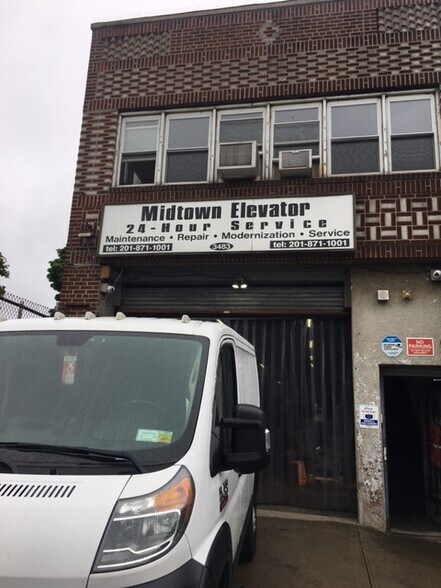 Midtown Elevator
24-Hour Service
Maintenance • Repair • Modernization • Service
tel: 201-871-1001
3483
tel: 201-871-1001
NO
PARKING